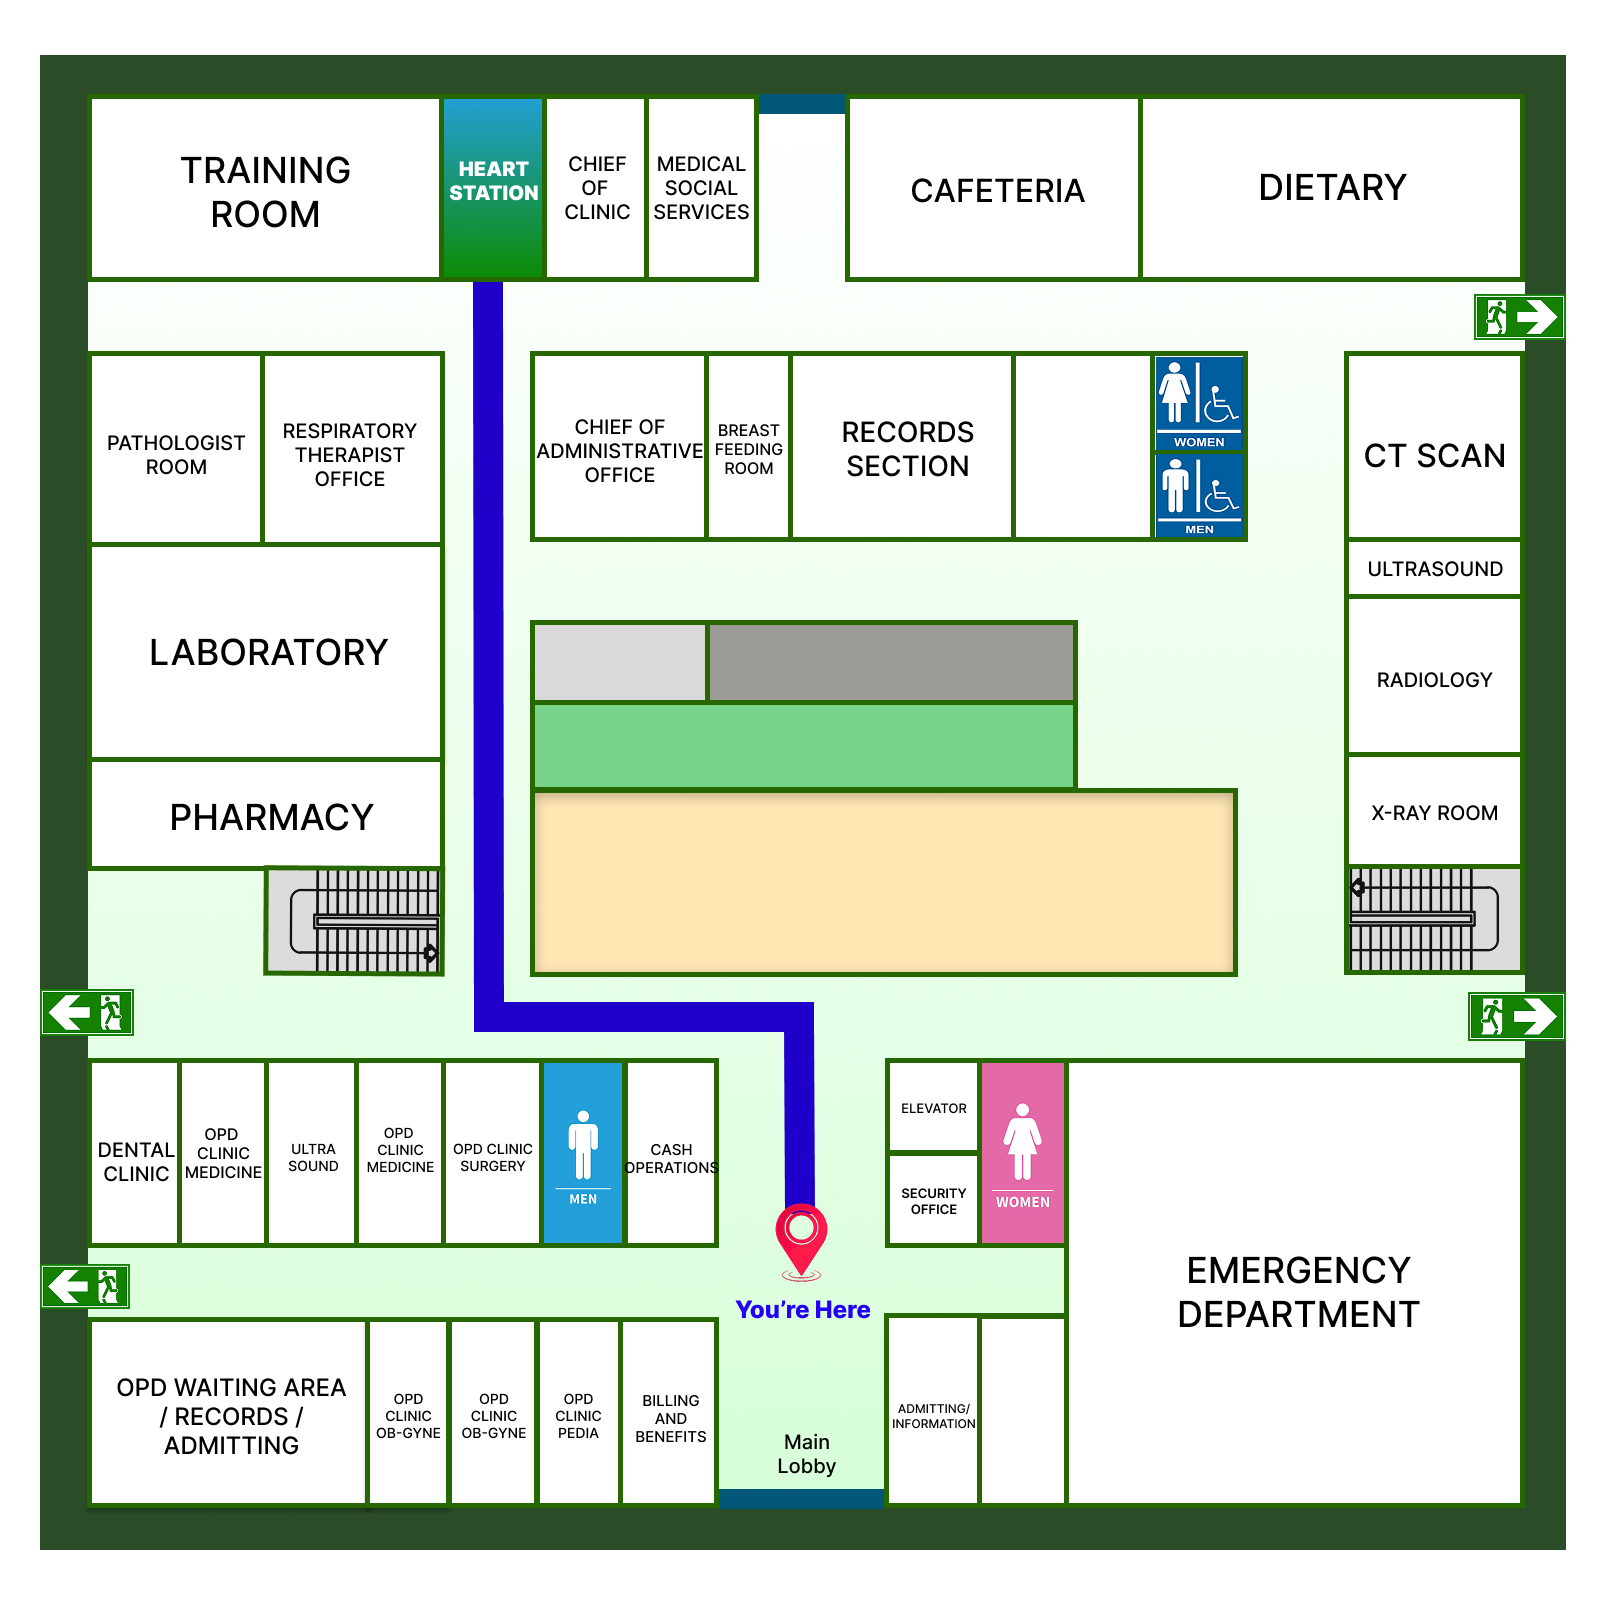 TRAINING
ROOM
HEART
STATION
CHIEF
OF
CLINIC
MEDICAL
SOCIAL
SERVICES
CAFETERIA
DIETARY
PATHOLOGIST
ROOM
RESPIRATORY
THERAPIST
OFFICE
CHIEF OF
ADMINISTRATIVE
OFFICE
BREAST
FEEDING
ROOM
RECORDS
SECTION
WOMEN
MEN
CT SCAN
ULTRASOUND
LABORATORY
RADIOLOGY
PHARMACY
X-RAY ROOM
DENTAL
CLINIC
OPD
CLINIC
MEDICINE
ULTRA
SOUND
OPD
CLINIC
MEDICINE
OPD CLINIC
SURGERY
MEN
CASH
OPERATIONS
ELEVATOR
SECURITY
OFFICE
WOMEN
EMERGENCY
DEPARTMENT
You're Here
OPD WAITING AREA
/ RECORDS /
ADMITTING
OPD
CLINIC
OB-GYNE
OPD
CLINIC
OB-GYNE
OPD
CLINIC
PEDIA
BILLING
AND
BENEFITS
Main
Lobby
ADMITTING/
INFORMATION